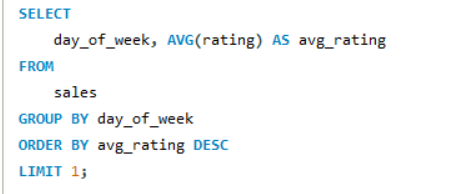 SELECT
    day_of_week, AVG(rating) AS avg_rating
FROM
    sales
GROUP BY day_of_week
ORDER BY avg_rating DESC
LIMIT 1;